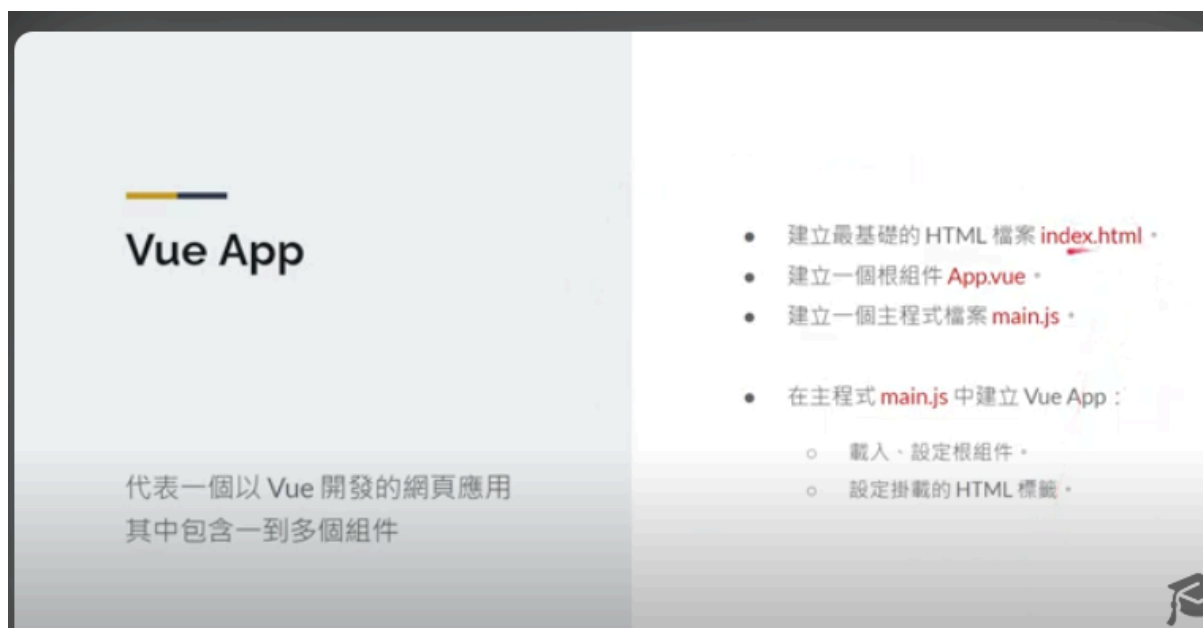 Vue App
代表一個以 Vue 開發的網頁應用
其中包含一到多個組件
● 建立最基礎的 HTML 檔案 index.html。
● 建立一個根組件 App.vue。
● 建立一個主程式檔案 main.js。
● 在主程式 main.js 中建立 Vue App：
○ 載入、設定根組件。
○ 設定掛載的 HTML 標籤。